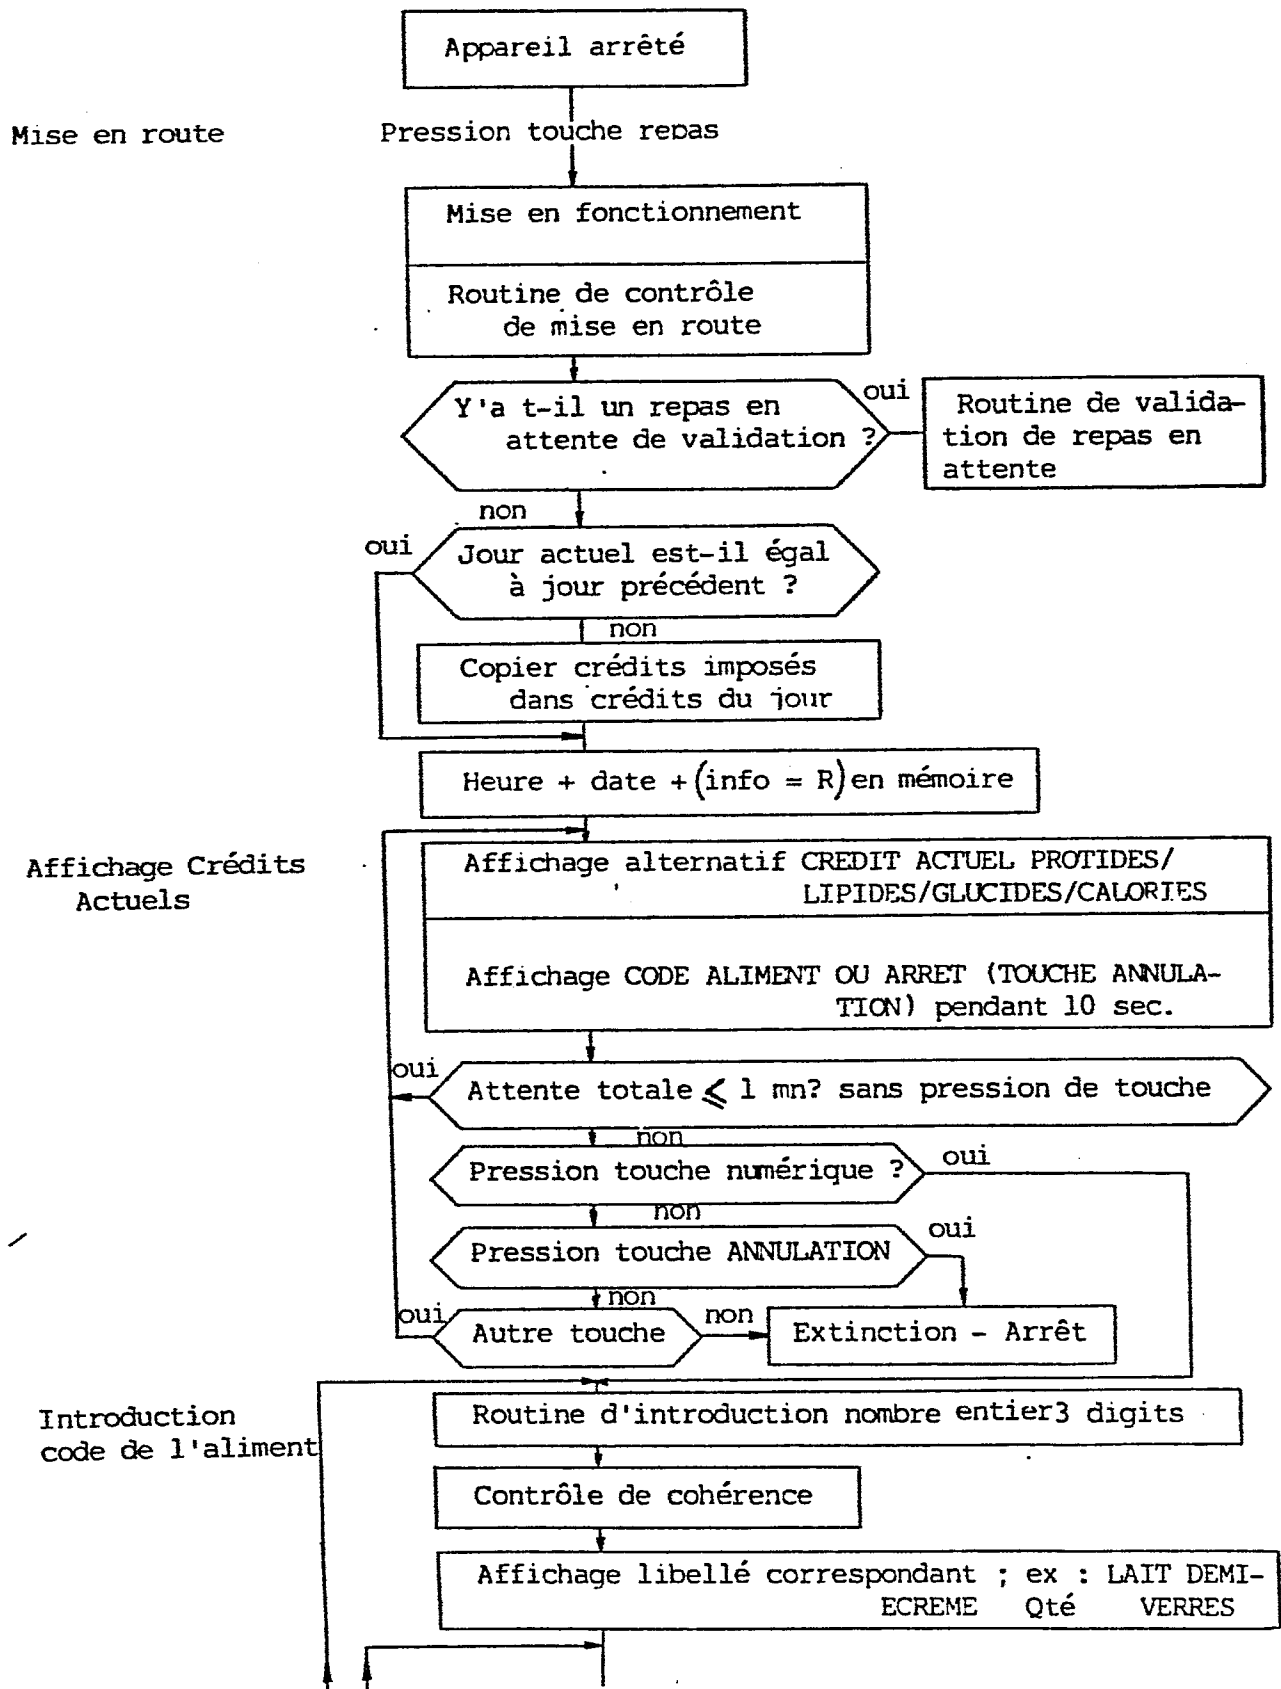 Appareil arrêté
Mise en route
Pression touche repas
Mise en fonctionnement
Routine de contrôle
de mise en route
Y'a t-il un repas en
attente de validation ?
oui
Routine de valida-
tion de repas en
attente
non
oui
Jour actuel est-il égal
à jour précédent ?
non
Copier crédits imposés
dans crédits du jour
Heure + date + (info = R) en mémoire
Affichage Crédits
Actuels
Affichage alternatif CREDIT ACTUEL PROTIDES/
LIPIDES/GLUCIDES/CALORIES
Affichage CODE ALIMENT OU ARRET (TOUCHE ANNULA-
TION) pendant 10 sec.
oui
Attente totale ⩽ 1 mn? sans pression de touche
non
Pression touche numérique ?
oui
non
Pression touche ANNULATION
oui
non
oui
Autre touche
non
Extinction - Arrêt
Introduction
code de l'aliment
Routine d'introduction nombre entier 3 digits
Contrôle de cohérence
Affichage libellé correspondant ; ex : LAIT DEMI-
ECREME Qté VERRES